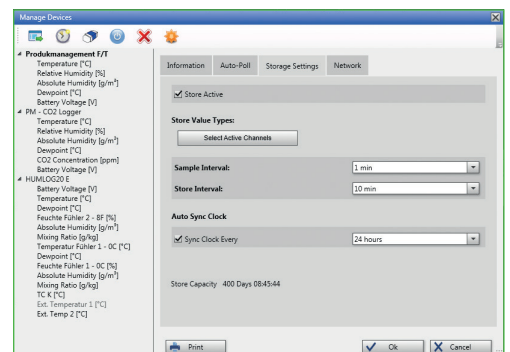 Manage Devices
Produkmanagement F/T
Temperature [°C]
Relative Humidity [%]
Absolute Humidity [g/m³]
Dewpoint [°C]
Battery Voltage [V]
PM - CO2 Logger
Temperature [°C]
Relative Humidity [%]
Absolute Humidity [g/m³]
Dewpoint [°C]
CO2 Concentration [ppm]
Battery Voltage [V]
HUMLOG20 E
Battery Voltage [V]
Temperature [°C]
Dewpoint [°C]
Feuchte Fühler 2 - 8F [%]
Absolute Humidity [g/m³]
Mixing Ratio [g/kg]
Temperatur Fühler 1 - 0C [°C]
Dewpoint [°C]
Feuchte Fühler 1 - 0C [%]
Absolute Humidity [g/m³]
Mixing Ratio [g/kg]
TC K [°C]
Ext. Temperatur 1 [°C]
Ext. Temp 2 [°C]
Information Auto-Poll Storage Settings Network
Store Active
Store Value Types:
Select Active Channels
Sample Interval: 1 min
Store Interval: 10 min
Auto Sync Clock
Sync Clock Every 24 hours
Store Capacity 400 Days 08:45:44
Print Ok Cancel